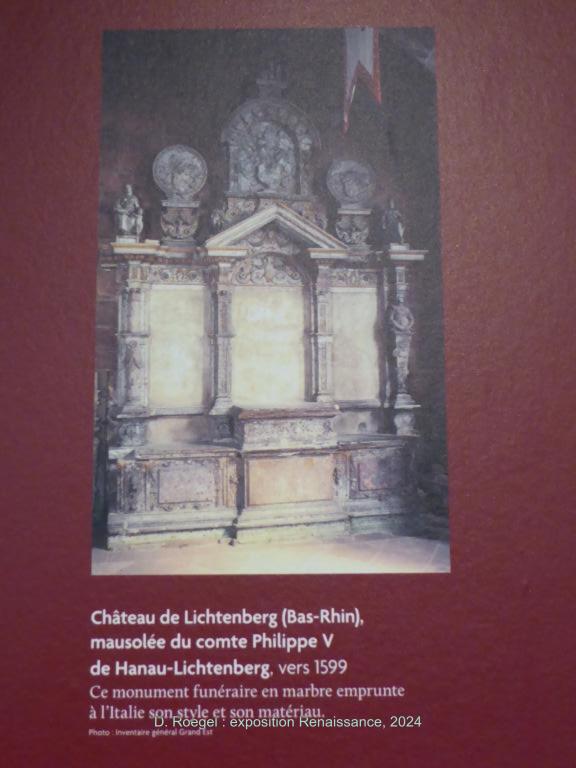 Château de Lichtenberg (Bas-Rhin),
mausolée du comte Philippe V
de Hanau-Lichtenberg, vers 1599
Ce monument funéraire en marbre emprunte
à l'Italie son style et son matériau.
D. Roegel : exposition Renaissance, 2024
Photo : Inventaire général Grand Est